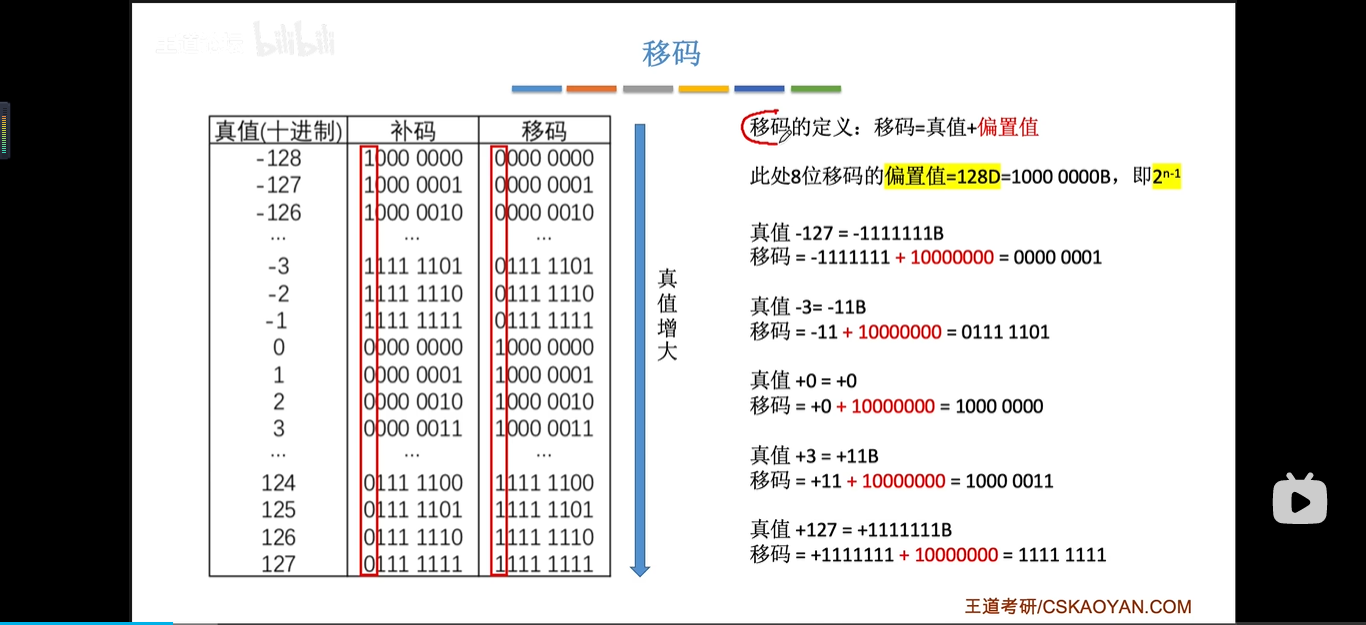 bilibili
移码
真值(十进制) 补码 移码
-128 1000 0000 0000 0000
-127 1000 0001 0000 0001
-126 1000 0010 0000 0010
... ... ...
-3 1111 1101 0111 1101
-2 1111 1110 0111 1110
-1 1111 1111 0111 1111
0 0000 0000 1000 0000
1 0000 0001 1000 0001
2 0000 0010 1000 0010
3 0000 0011 1000 0011
... ... ...
124 0111 1100 1111 1100
125 0111 1101 1111 1101
126 0111 1110 1111 1110
127 0111 1111 1111 1111
真值增大
移码的定义：移码=真值+偏置值
此处8位移码的偏置值=128D=1000 0000B，即2ⁿ⁻¹
真值 -127 = -1111111B
移码 = -1111111 + 10000000 = 0000 0001
真值 -3= -11B
移码 = -11 + 10000000 = 0111 1101
真值 +0 = +0
移码 = +0 + 10000000 = 1000 0000
真值 +3 = +11B
移码 = +11 + 10000000 = 1000 0011
真值 +127 = +1111111B
移码 = +1111111 + 10000000 = 1111 1111
王道考研/CSKAOYAN.COM